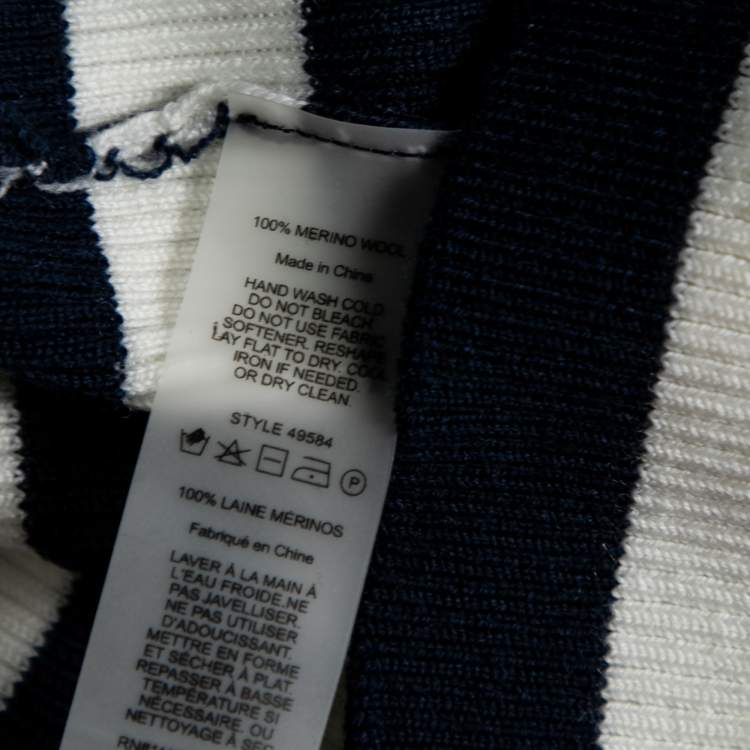 100% MERINO WOOL
Made in China
HAND WASH COLD
DO NOT BLEACH
DO NOT USE FABRIC
SOFTENER. RESHAPE
LAY FLAT TO DRY. COOL
IRON IF NEEDED.
OR DRY CLEAN.
STYLE 49584
P
100% LAINE MERINOS
Fabriqué en Chine
LAVER À LA MAIN À
L'EAU FROIDE.NE
PAS JAVELLISER.
NE PAS UTILISER
D'ADOUCISSANT.
METTRE EN FORME
ET SÉCHER À PLAT.
REPASSER À BASSE
TEMPÉRATURE SI
NÉCESSAIRE. OU
NETTOYAGE À SEC